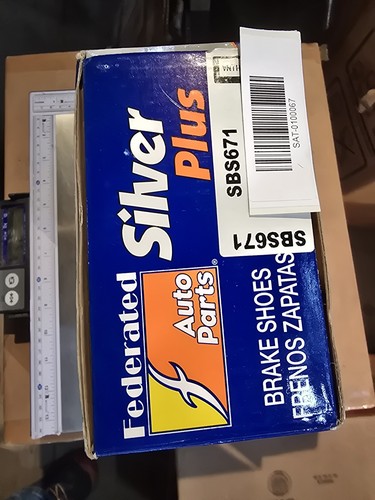 Federated
Auto
Parts®
Silver
Plus
BRAKE SHOES
FRENOS ZAPATAS
SBS671
SBS671
SAT-0100067